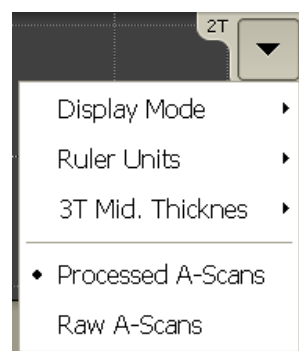 2T
Display Mode
Ruler Units
3T Mid. Thicknes
Processed A-Scans
Raw A-Scans